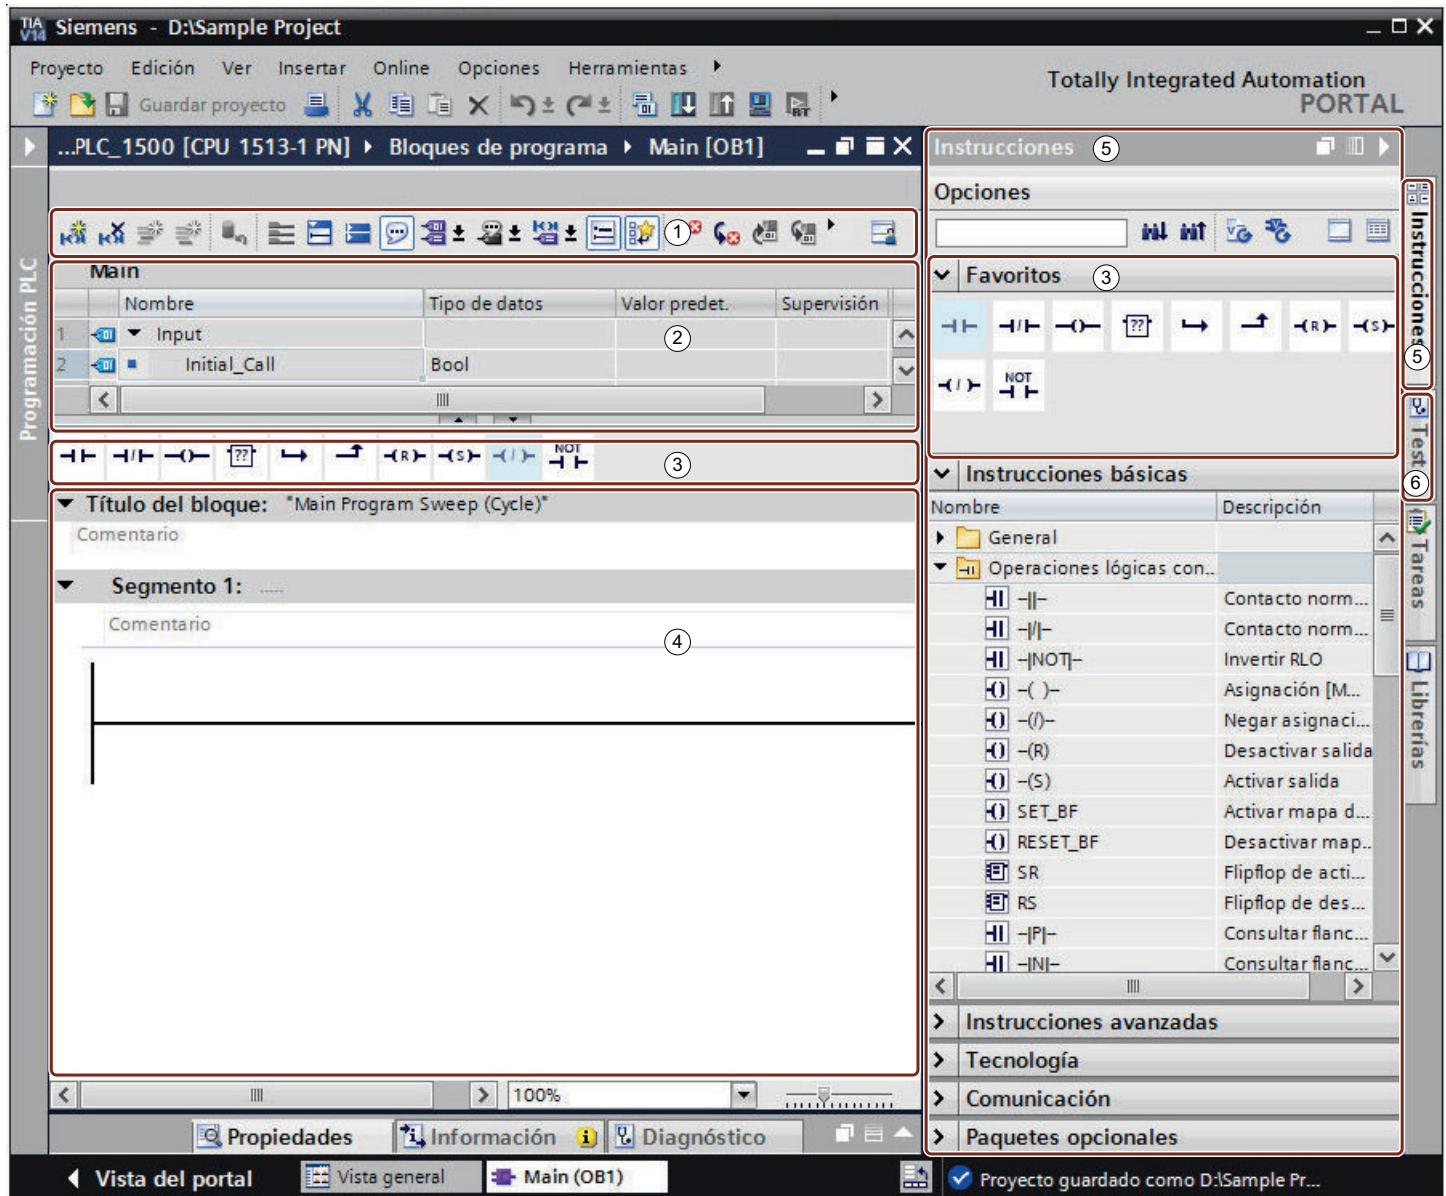 TIA V14 Siemens - D:\Sample Project
Proyecto Edición Ver Insertar Online Opciones Herramientas
Totally Integrated Automation
PORTAL
Guardar proyecto
...PLC_1500 [CPU 1513-1 PN] Bloques de programa Main [OB1]
Programación PLC
1
Main
Nombre Tipo de datos Valor predet. Supervisión
1 Input
2 Initial_Call Bool
2
?? (R) (S) (/) NOT
3
Título del bloque: "Main Program Sweep (Cycle)"
Comentario
Segmento 1: .....
Comentario
4
100%
Propiedades Información Diagnóstico
Instrucciones 5
Opciones
Favoritos 3
?? (R) (S)
(/) NOT
Instrucciones básicas
Nombre Descripción
General
Operaciones lógicas con..
-||- Contacto norm...
-|/|- Contacto norm...
-|NOT|- Invertir RLO
-( )- Asignación [M...
-(/)- Negar asignaci...
-(R) Desactivar salida
-(S) Activar salida
SET_BF Activar mapa d...
RESET_BF Desactivar map..
SR Flipflop de acti...
RS Flipflop de des...
-|P|- Consultar flanc...
-|N|- Consultar flanc...
Instrucciones avanzadas
Tecnología
Comunicación
Paquetes opcionales
Instrucciones
5
Test
6
Tareas
Librerías
Vista del portal Vista general Main (OB1) Proyecto guardado como D:\Sample Pr...